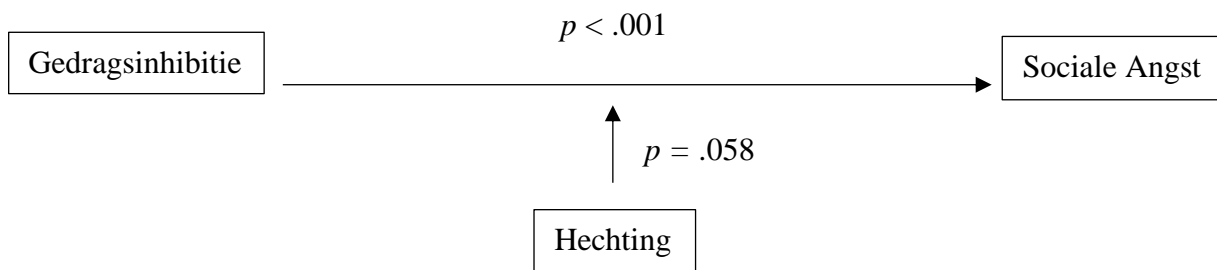 p < .001
Gedragsinhibitie
Sociale Angst
p = .058
Hechting